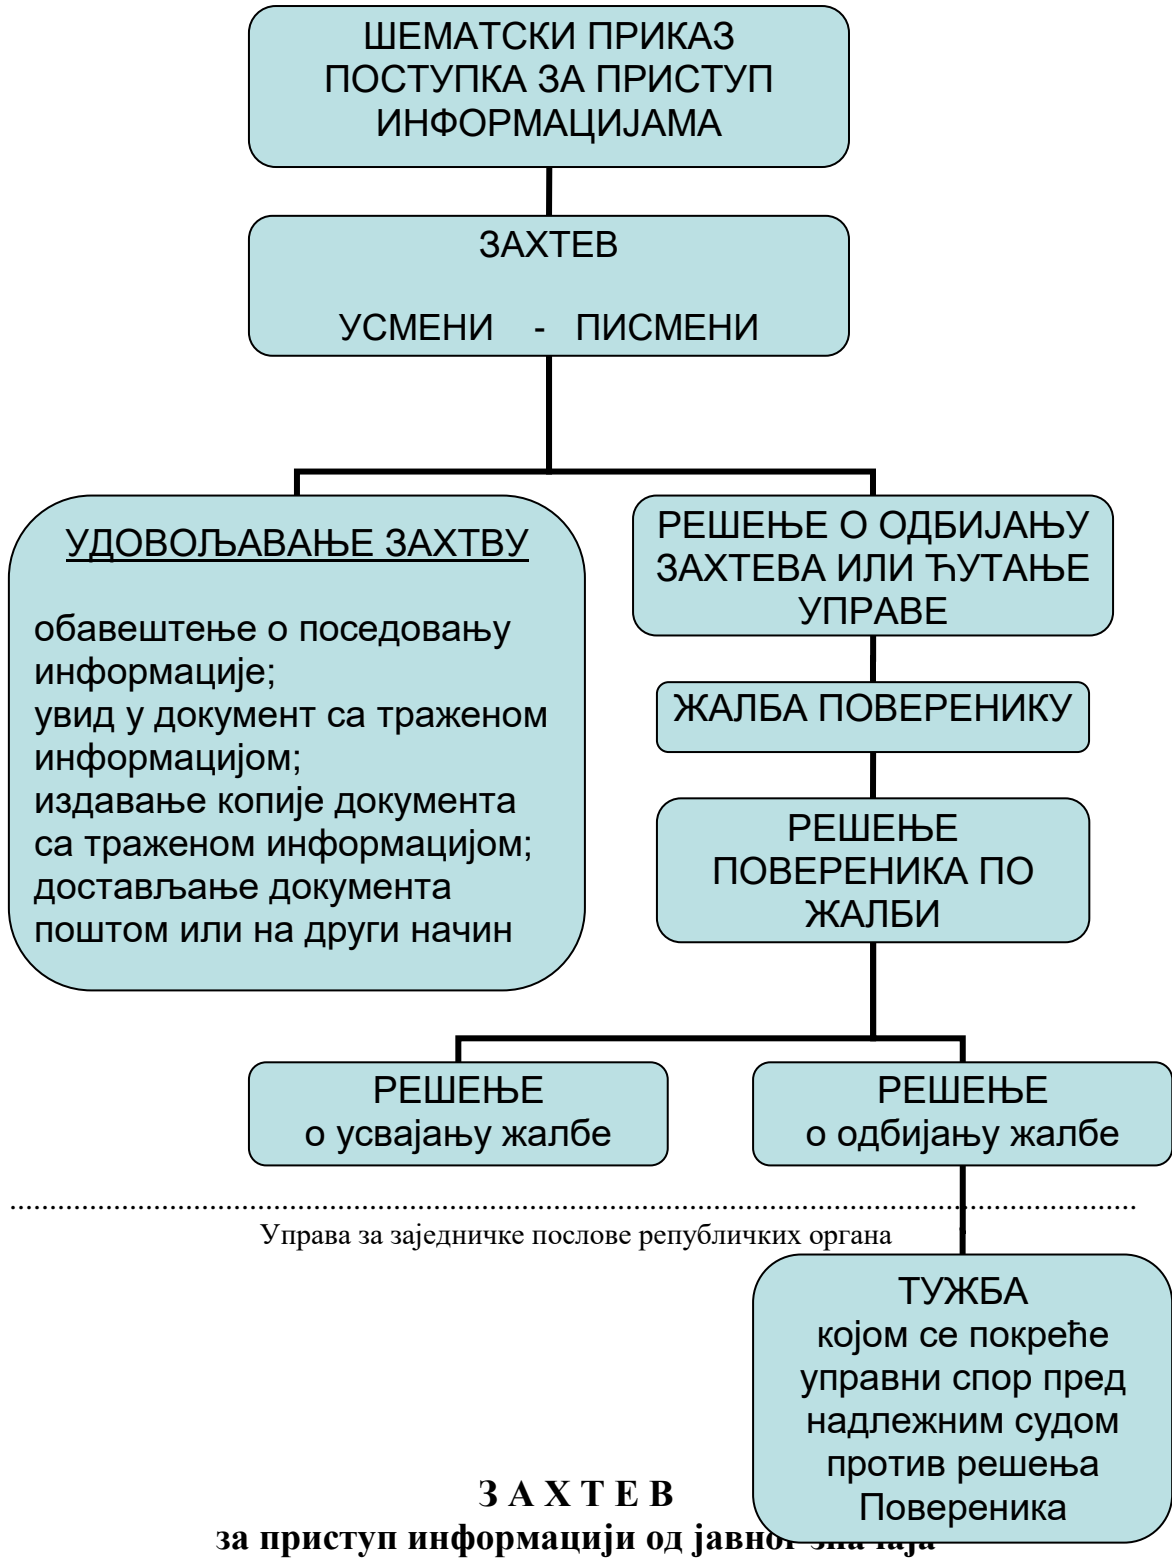 ШЕМАТСКИ ПРИКАЗ
ПОСТУПКА ЗА ПРИСТУП
ИНФОРМАЦИЈАМА
ЗАХТЕВ
УСМЕНИ - ПИСМЕНИ
УДОВОЉАВАЊЕ ЗАХТВУ
обавештење о поседовању
информације;
увид у документ са траженом
информацијом;
издавање копије документа
са траженом информацијом;
достављање документа
поштом или на други начин
РЕШЕЊЕ О ОДБИЈАЊУ
ЗАХТЕВА ИЛИ ЋУТАЊЕ
УПРАВЕ
ЖАЛБА ПОВЕРЕНИКУ
РЕШЕЊЕ
ПОВЕРЕНИКА ПО
ЖАЛБИ
РЕШЕЊЕ
о усвајању жалбе
РЕШЕЊЕ
о одбијању жалбе
Управа за заједничке послове републичких органа
ТУЖБА
којом се покреће
управни спор пред
надлежним судом
против решења
Повереника
З А Х Т Е В
за приступ информацији од јавног